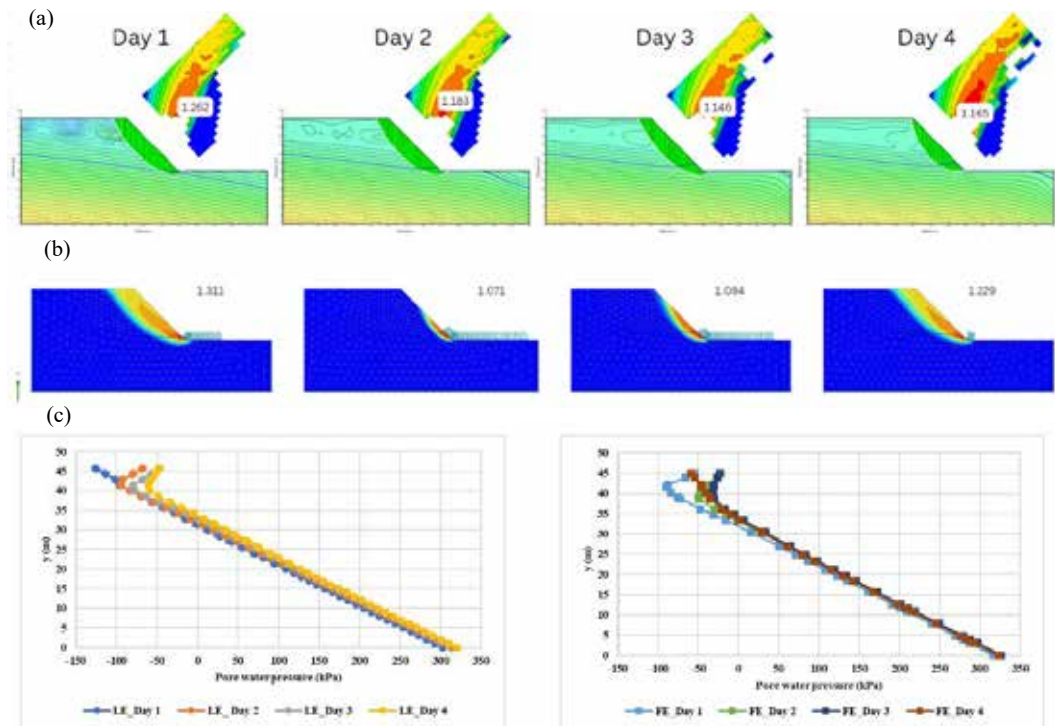 (a)
Day 1 Day 2 Day 3 Day 4
1.262 1.183 1.146 1.165
(b)
1.311 1.071 1.094 1.229
(c)
50 50
45 45
40 40
35 35
30 30
25 25
20 20
15 15
10 10
5 5
0 0
y (m) y (m)
-150 -100 -50 0 50 100 150 200 250 300 350 -150 -100 -50 0 50 100 150 200 250 300 350
Pore water pressure (kPa) Pore water pressure (kPa)
LE_Day 1 LE_Day 2 LE_Day 3 LE_Day 4 FE_Day 1 FE_Day 2 FE_Day 3 FE_Day 4